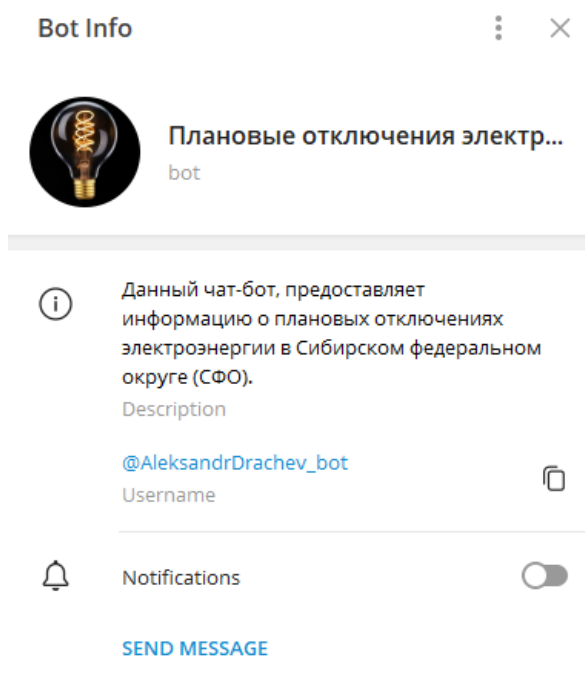 Bot Info
Плановые отключения электр...
bot
Данный чат-бот, предоставляет
информацию о плановых отключениях
электроэнергии в Сибирском федеральном
округе (СФО).
Description
@AleksandrDrachev_bot
Username
Notifications
SEND MESSAGE